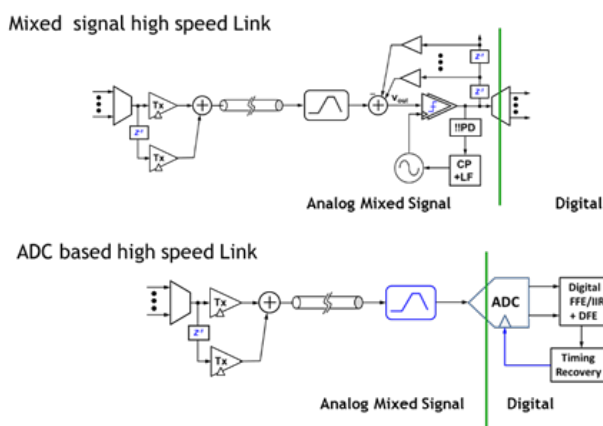 Mixed signal high speed Link
Tx
z⁻¹
Tx
z⁻¹
z⁻¹
Vout
!!PD
CP
+LF
Analog Mixed Signal
Digital
ADC based high speed Link
Tx
z⁻¹
Tx
ADC
Digital
FFE/IIR
+ DFE
Timing
Recovery
Analog Mixed Signal
Digital